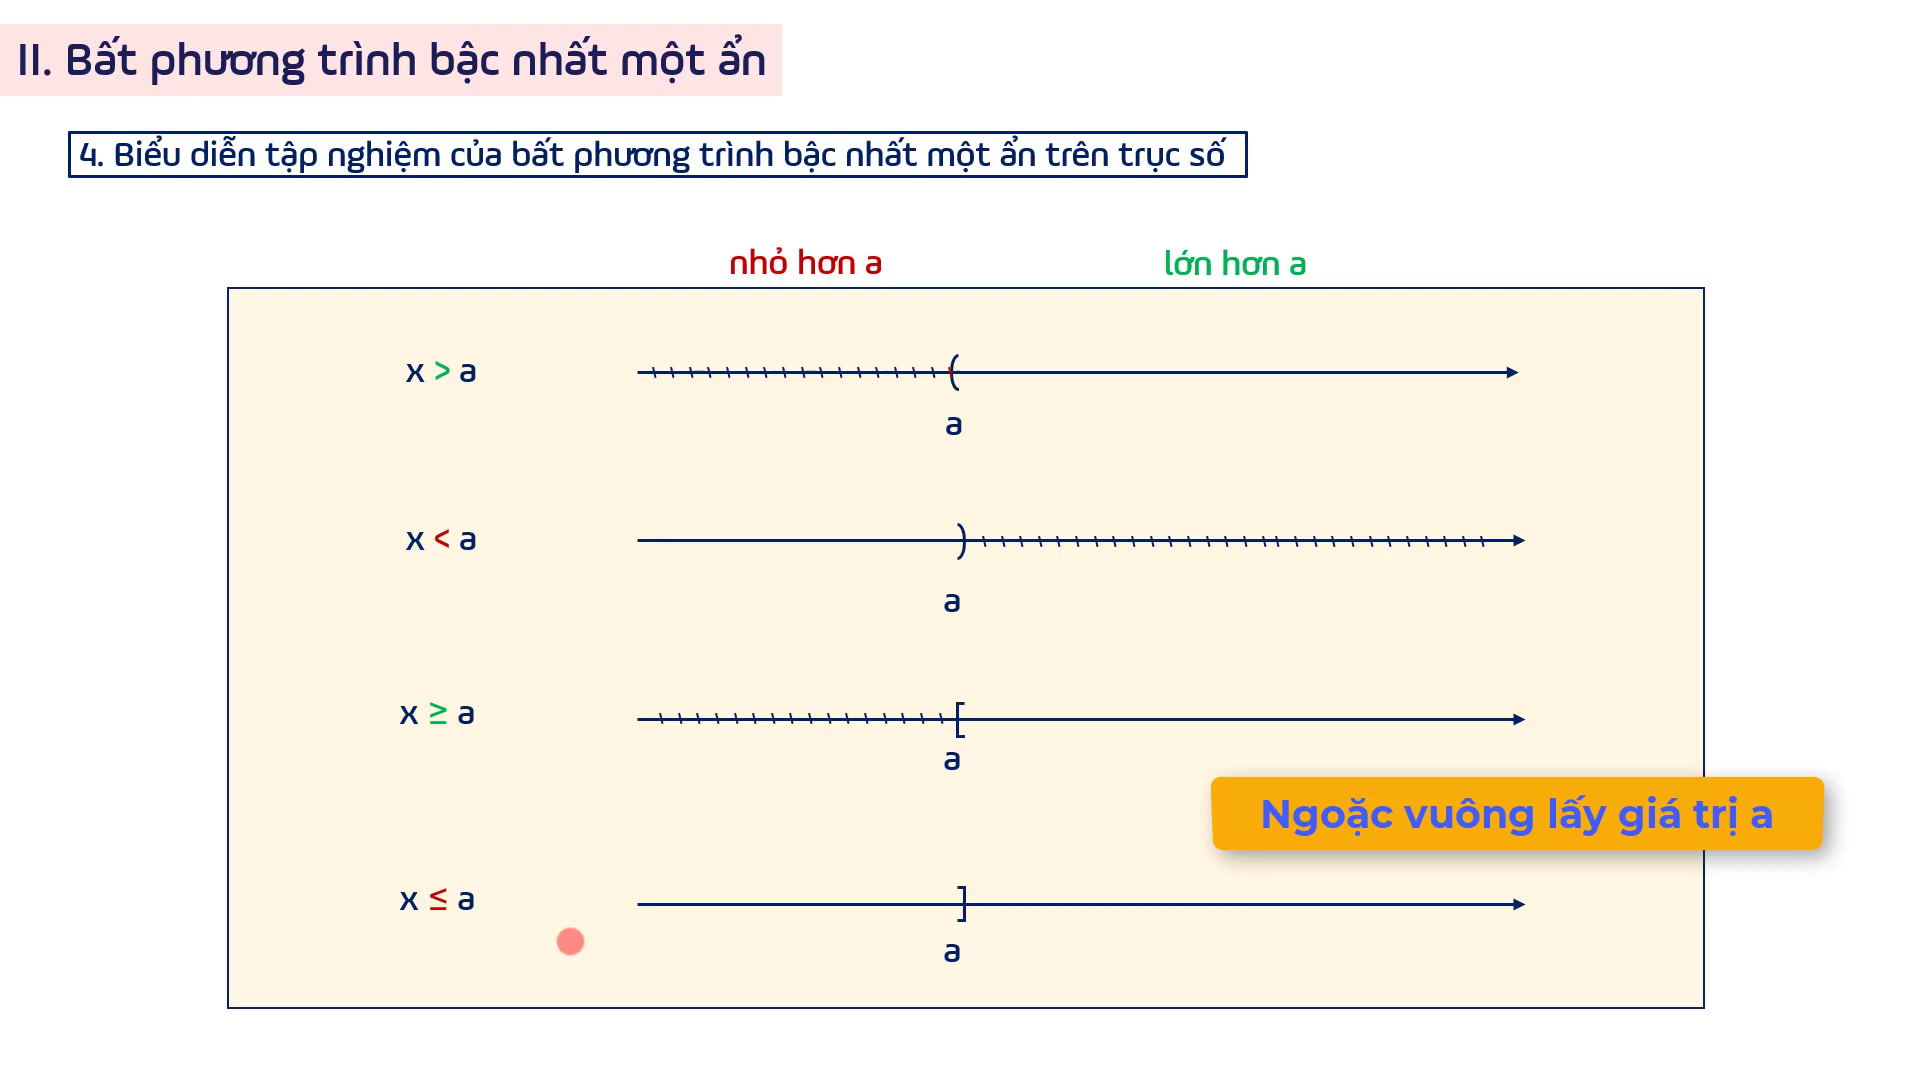 II. Bất phương trình bậc nhất một ẩn
4. Biểu diễn tập nghiệm của bất phương trình bậc nhất một ẩn trên trục số
nhỏ hơn a lớn hơn a
x > a (
a
x < a )
a
x ≥ a [
a
Ngoặc vuông lấy giá trị a
x ≤ a ]
a